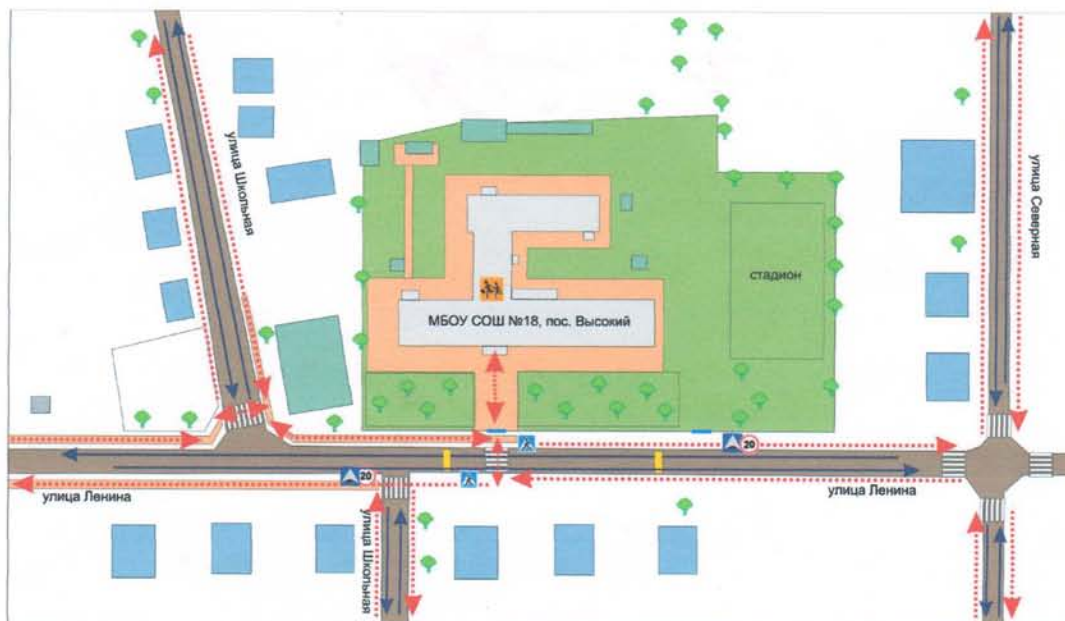 улица Школьная
улица Северная
стадион
МБОУ СОШ №18, пос. Высокий
20
20
улица Ленина
улица Ленина
улица Школьная